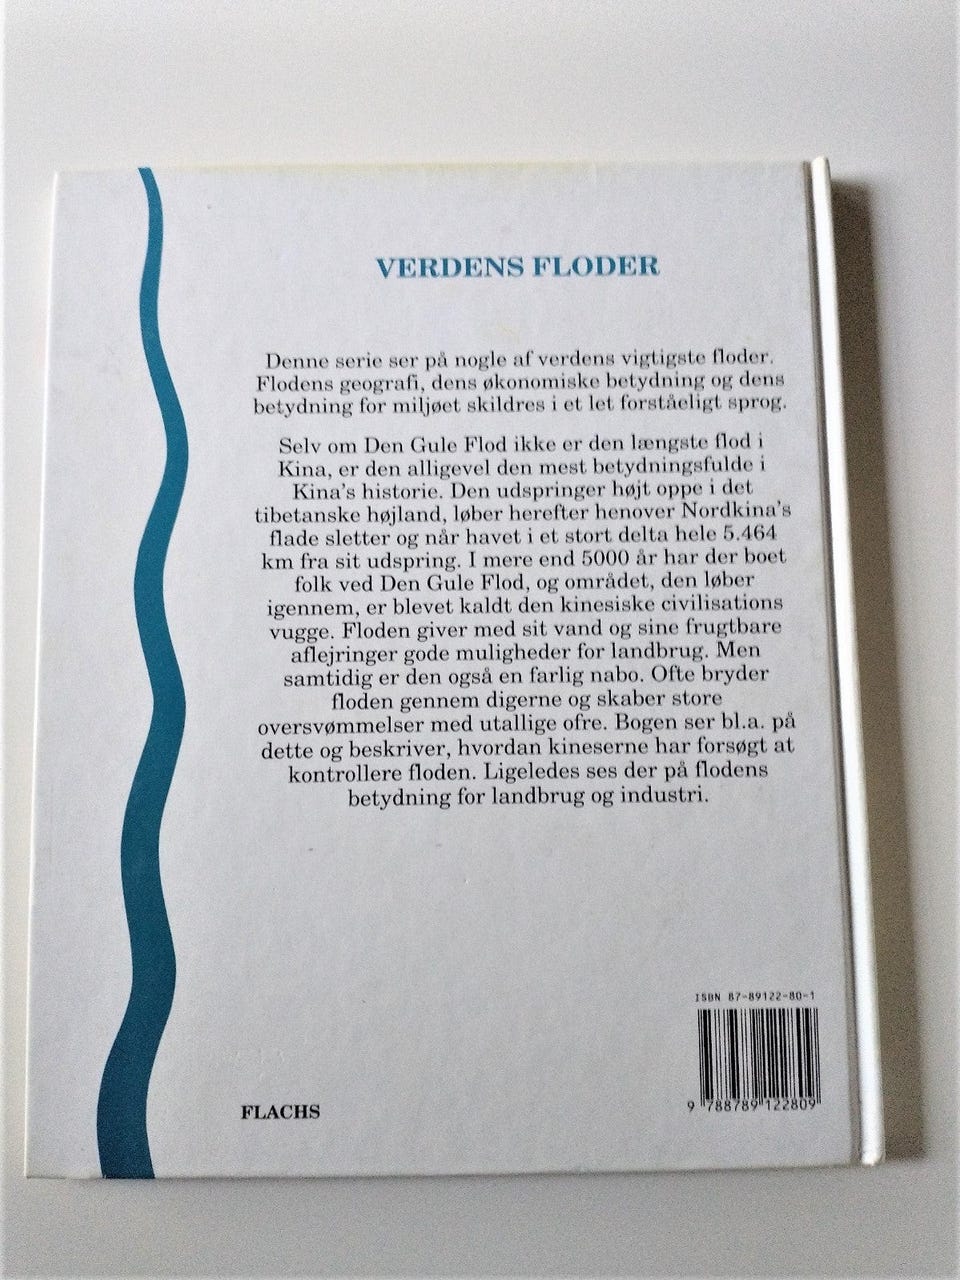 VERDENS FLODER
Denne serie ser på nogle af verdens vigtigste floder.
Flodens geografi, dens økonomiske betydning og dens
betydning for miljøet skildres i et let forståeligt sprog.
Selv om Den Gule Flod ikke er den længste flod i
Kina, er den alligevel den mest betydningsfulde i
Kina's historie. Den udspringer højt oppe i det
tibetanske højland, løber herefter henover Nordkina's
flade sletter og når havet i et stort delta hele 5.464
km fra sit udspring. I mere end 5000 år har der boet
folk ved Den Gule Flod, og området, den løber
igennem, er blevet kaldt den kinesiske civilisations
vugge. Floden giver med sit vand og sine frugtbare
aflejringer gode muligheder for landbrug. Men
samtidig er den også en farlig nabo. Ofte bryder
floden gennem digerne og skaber store
oversvømmelser med utallige ofre. Bogen ser bl.a. på
dette og beskriver, hvordan kineserne har forsøgt at
kontrollere floden. Ligeledes ses der på flodens
betydning for landbrug og industri.
ISBN 87-89122-80-1
9 788789 122809
FLACHS